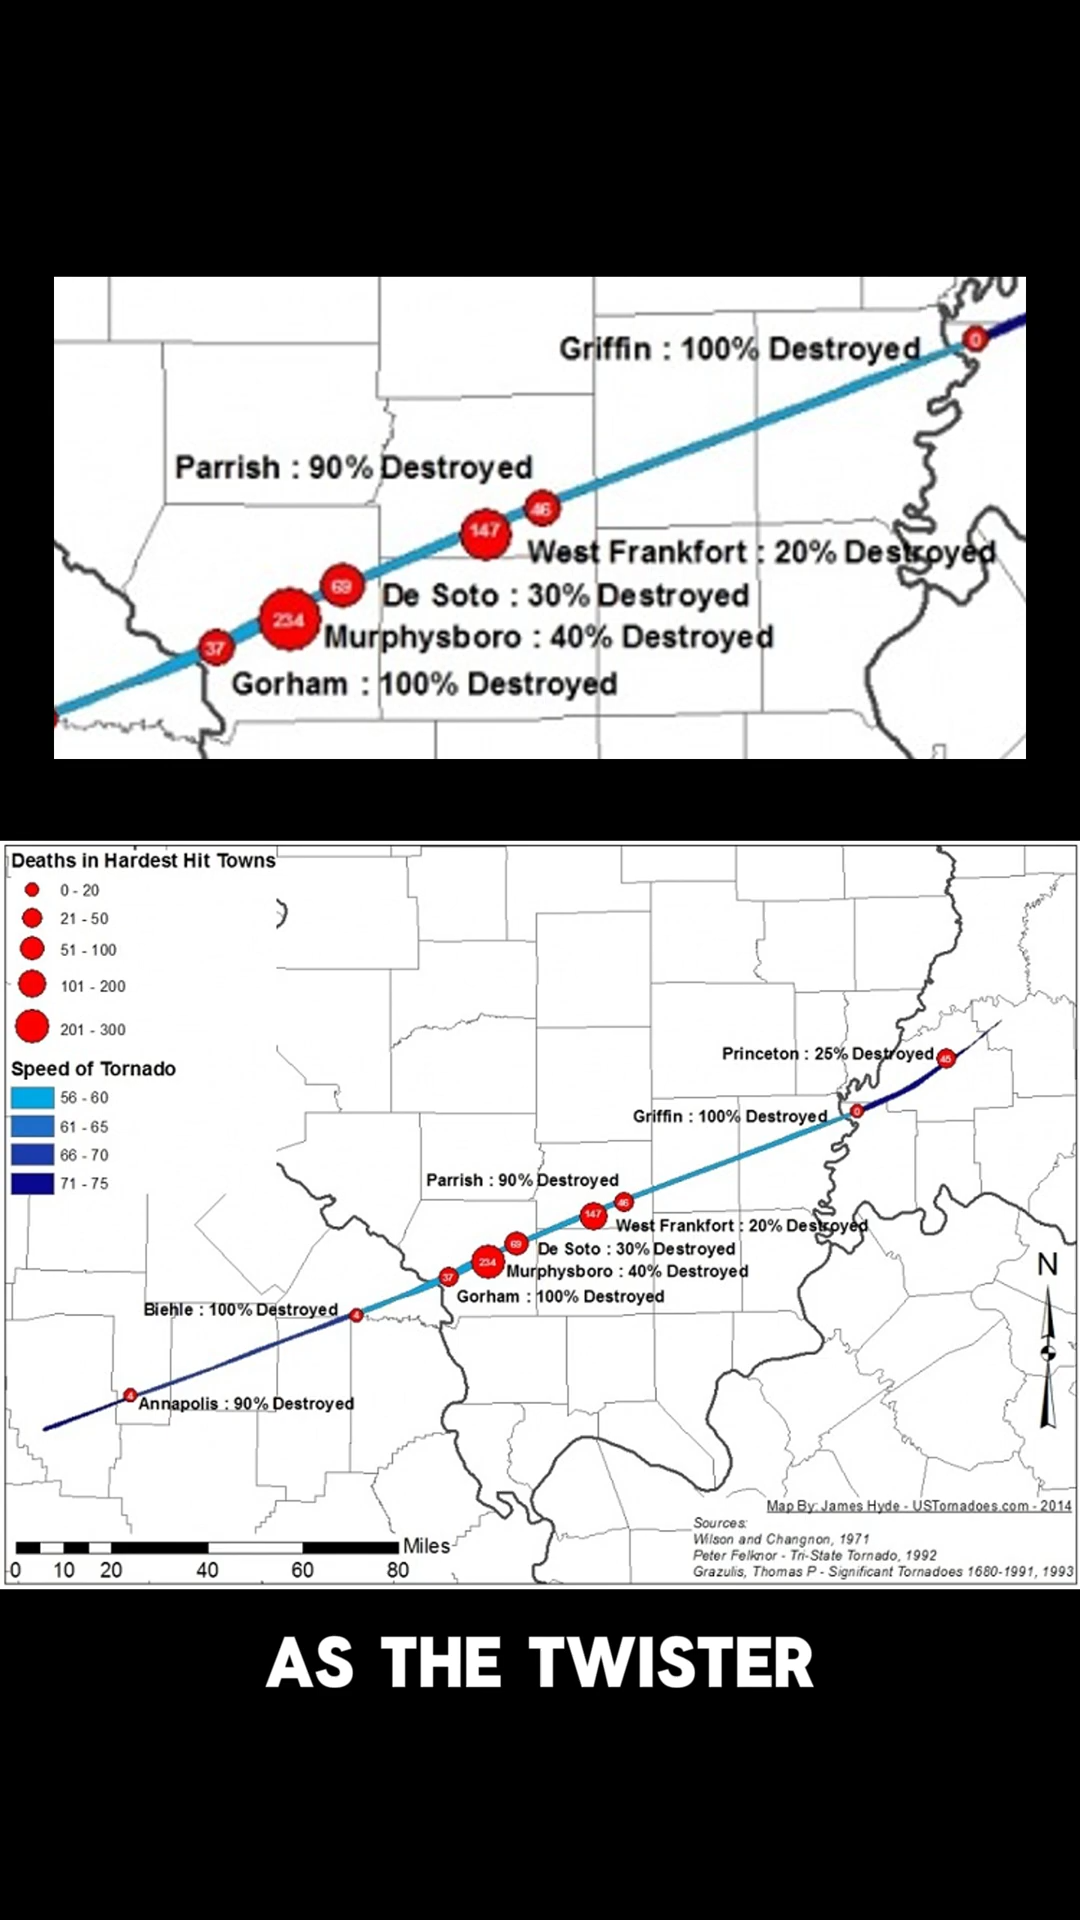 Griffin : 100% Destroyed
0
Parrish : 90% Destroyed
46
147
West Frankfort : 20% Destroyed
69
De Soto : 30% Destroyed
234
Murphysboro : 40% Destroyed
37
Gorham : 100% Destroyed
Deaths in Hardest Hit Towns
0 - 20
21 - 50
51 - 100
101 - 200
201 - 300
Speed of Tornado
56 - 60
61 - 65
66 - 70
71 - 75
Princeton : 25% Destroyed
45
Griffin : 100% Destroyed
0
Parrish : 90% Destroyed
46
147
West Frankfort : 20% Destroyed
69
De Soto : 30% Destroyed
234
Murphysboro : 40% Destroyed
37
Gorham : 100% Destroyed
Biehle : 100% Destroyed
4
4
Annapolis : 90% Destroyed
N
Map By: James Hyde - USTornadoes.com - 2014
Sources:
Wilson and Changnon, 1971
Peter Felknor - Tri-State Tornado, 1992
Grazulis, Thomas P - Significant Tornadoes 1680-1991, 1993
Miles
0 10 20 40 60 80
AS THE TWISTER